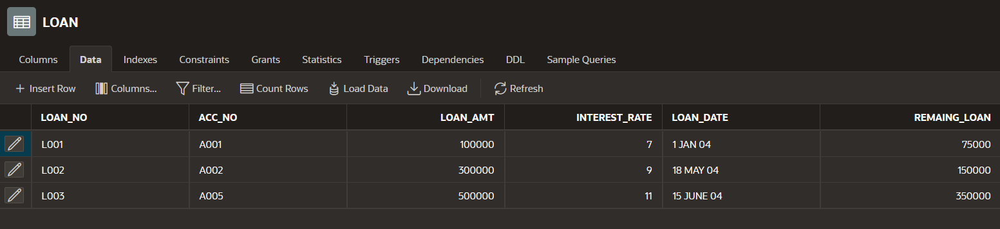 LOAN
Columns Data Indexes Constraints Grants Statistics Triggers Dependencies DDL Sample Queries
Insert Row Columns... Filter... Count Rows Load Data Download Refresh
LOAN_NO ACC_NO LOAN_AMT INTEREST_RATE LOAN_DATE REMAING_LOAN
L001 A001 100000 7 1 JAN 04 75000
L002 A002 300000 9 18 MAY 04 150000
L003 A005 500000 11 15 JUNE 04 350000